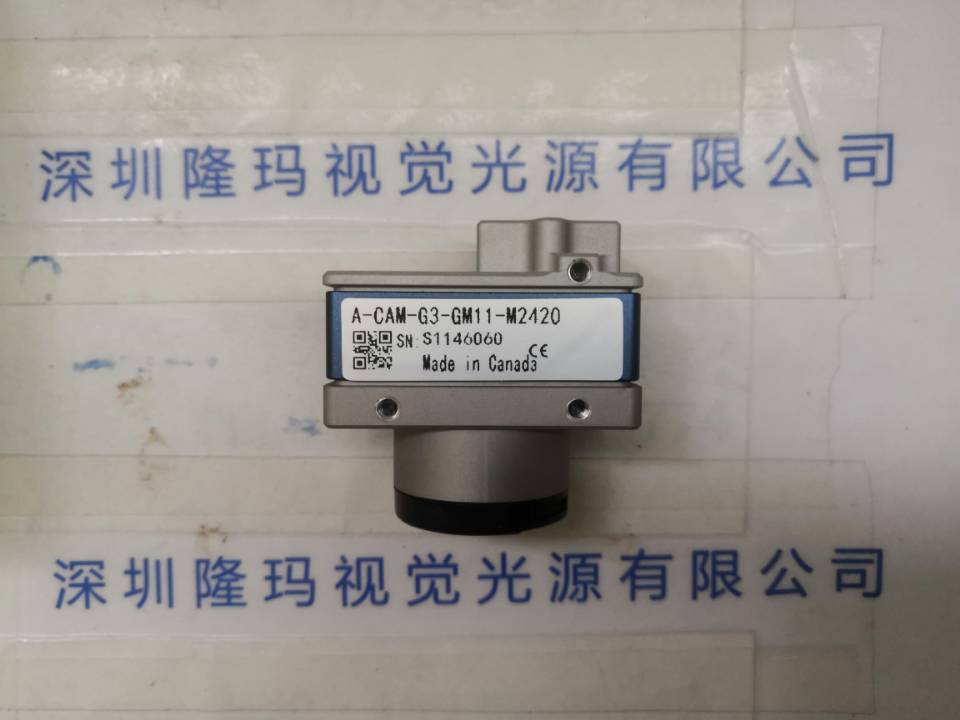 深圳隆玛视觉光源有限公司
A-CAM-G3-GM11-M2420
SN: S1146060
Made in Canada CE
深圳隆玛视觉光源有限公司